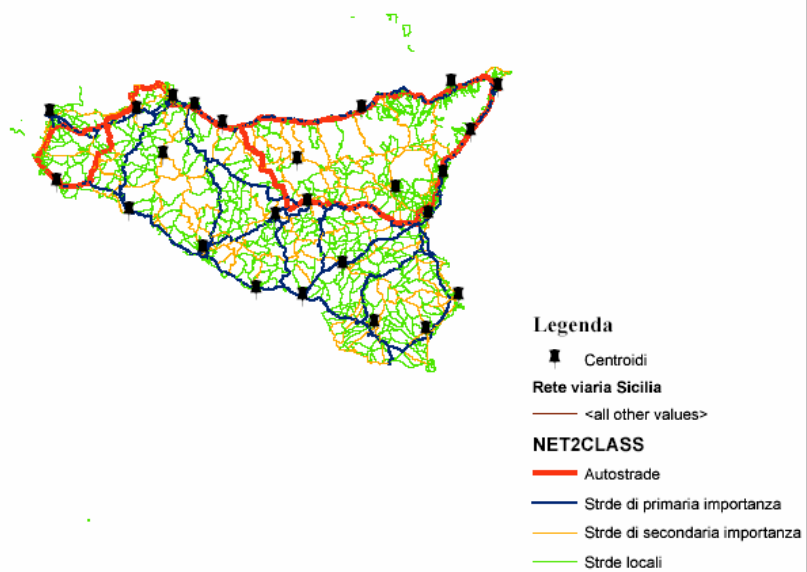 Legenda
Centroidi
Rete viaria Sicilia
<all other values>
NET2CLASS
Autostrade
Strde di primaria importanza
Strde di secondaria importanza
Strde locali